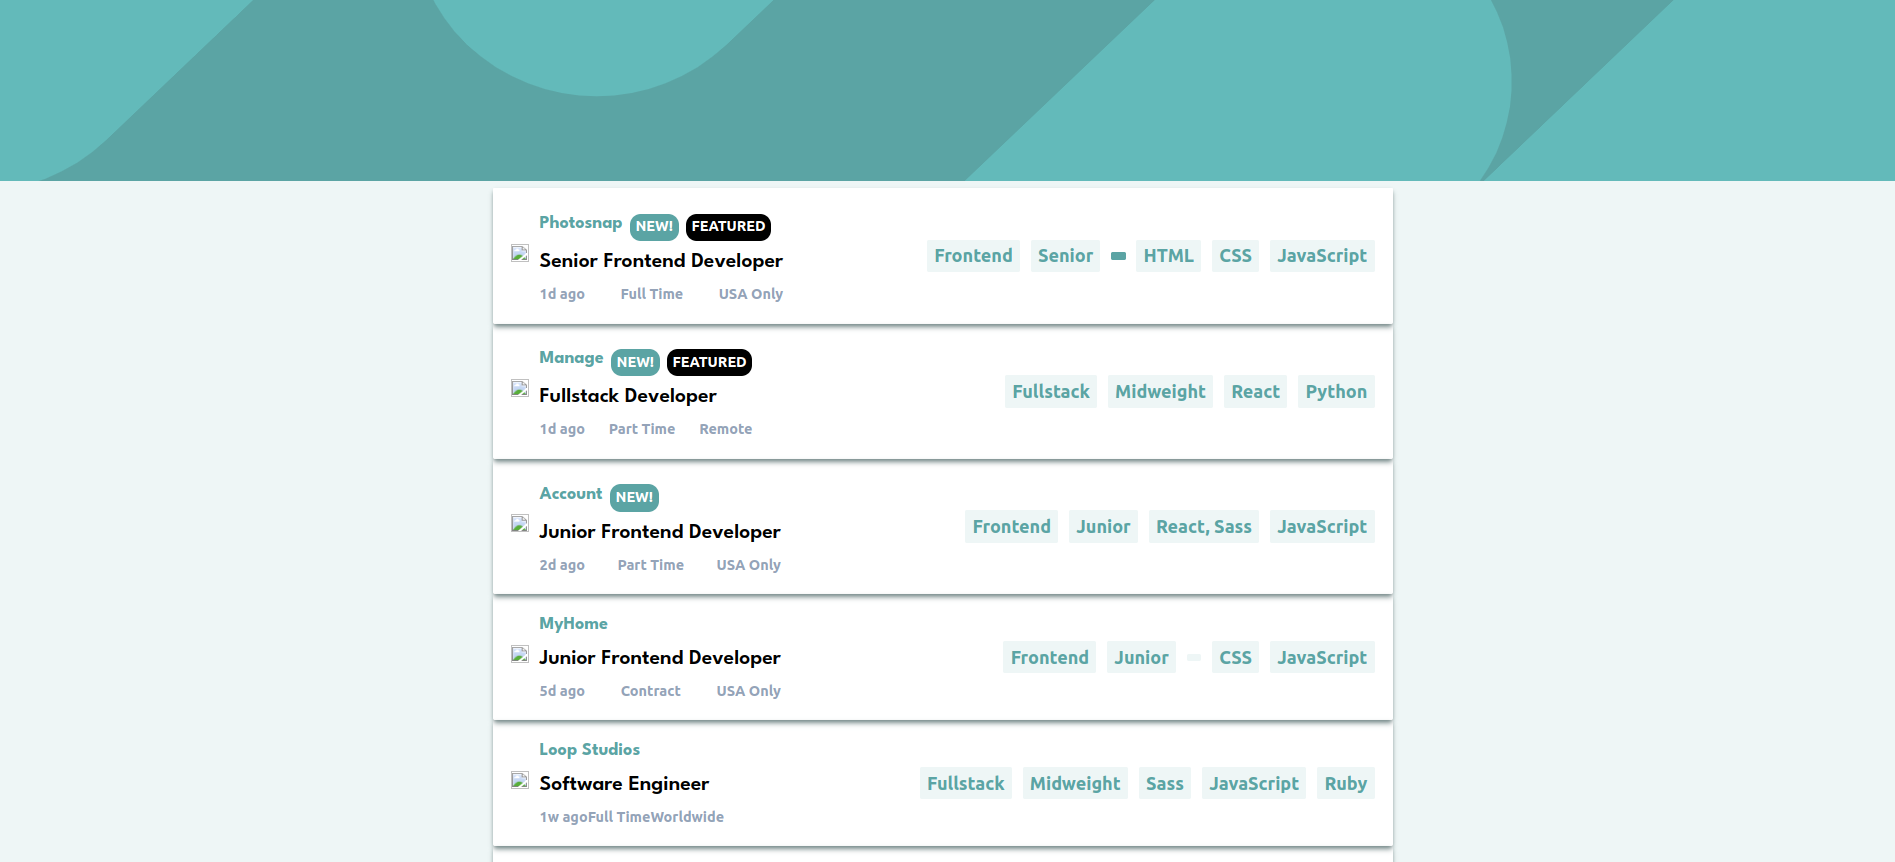 Photosnap NEW! FEATURED
Senior Frontend Developer
1d ago Full Time USA Only
Frontend Senior HTML CSS JavaScript
Manage NEW! FEATURED
Fullstack Developer
1d ago Part Time Remote
Fullstack Midweight React Python
Account NEW!
Junior Frontend Developer
2d ago Part Time USA Only
Frontend Junior React, Sass JavaScript
MyHome
Junior Frontend Developer
5d ago Contract USA Only
Frontend Junior CSS JavaScript
Loop Studios
Software Engineer
1w agoFull TimeWorldwide
Fullstack Midweight Sass JavaScript Ruby